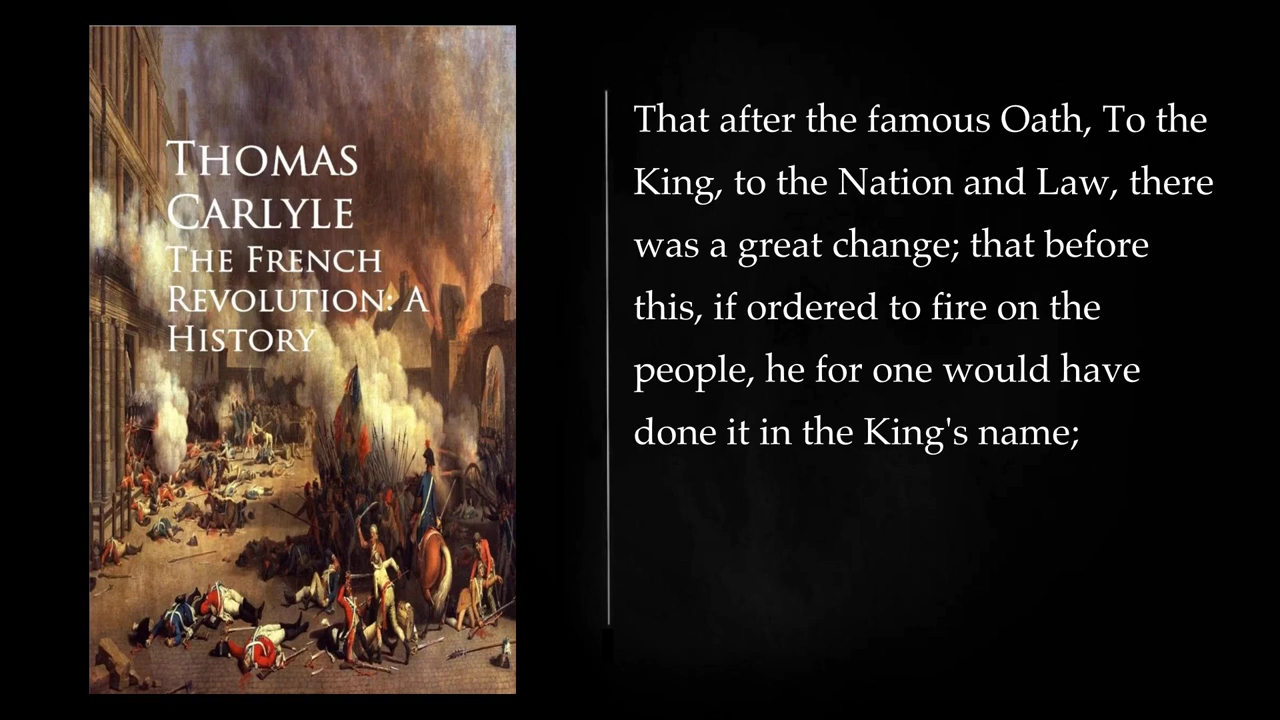 THOMAS
CARLYLE
THE FRENCH
REVOLUTION: A
HISTORY
That after the famous Oath, To the
King, to the Nation and Law, there
was a great change; that before
this, if ordered to fire on the
people, he for one would have
done it in the King's name;